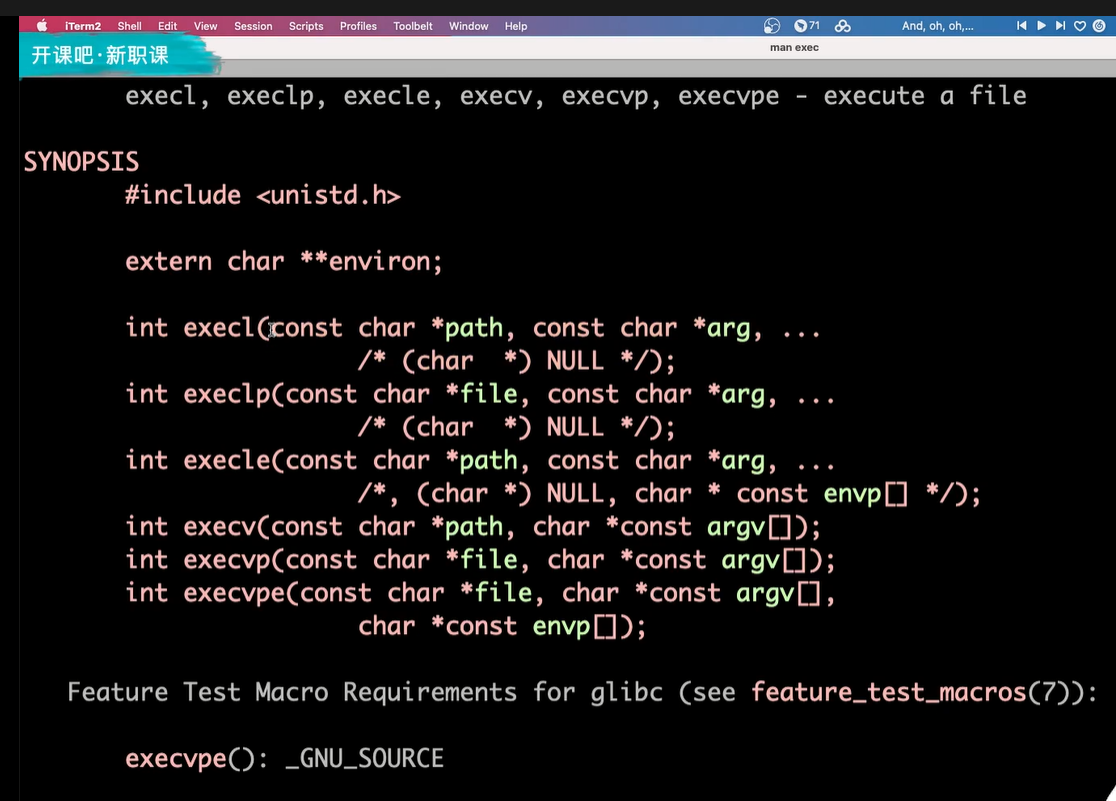 iTerm2 Shell Edit View Session Scripts Profiles Toolbelt Window Help 71 And, oh, oh,...
man exec
开课吧·新职课
execl, execlp, execle, execv, execvp, execvpe - execute a file
SYNOPSIS
#include <unistd.h>
extern char **environ;
int execl(const char *path, const char *arg, ...
/* (char  *) NULL */);
int execlp(const char *file, const char *arg, ...
/* (char  *) NULL */);
int execle(const char *path, const char *arg, ...
/*, (char *) NULL, char * const envp[] */);
int execv(const char *path, char *const argv[]);
int execvp(const char *file, char *const argv[]);
int execvpe(const char *file, char *const argv[],
char *const envp[]);
Feature Test Macro Requirements for glibc (see feature_test_macros(7)):
execvpe(): _GNU_SOURCE